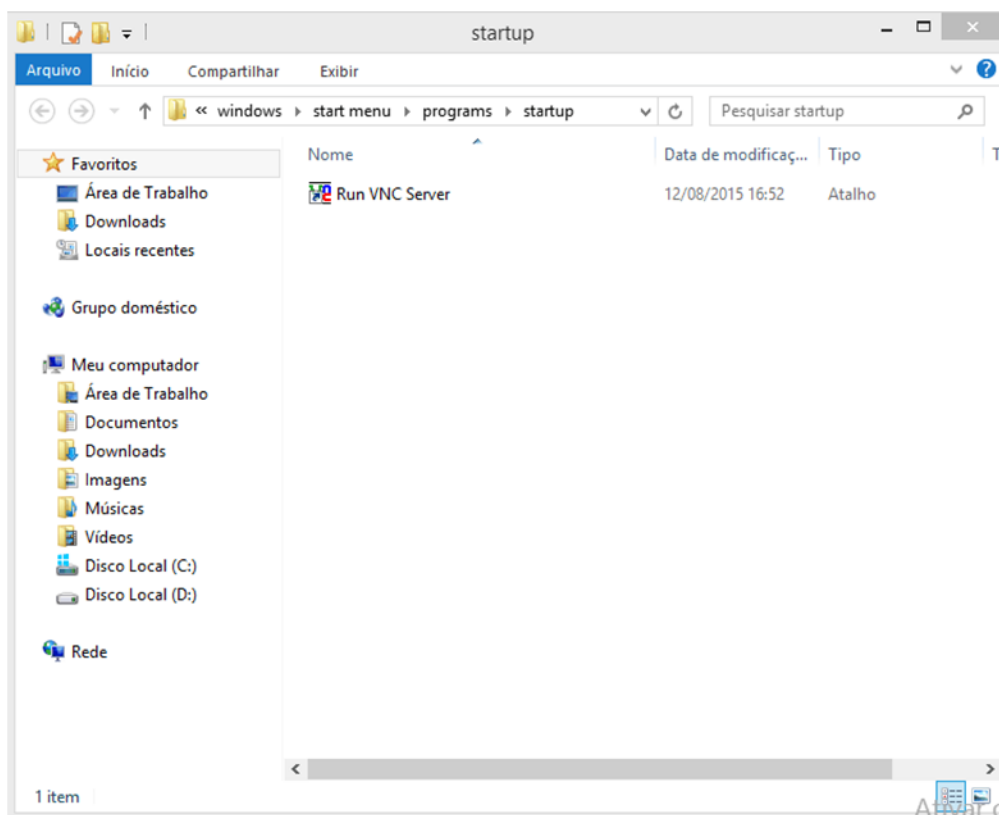 startup
Arquivo Início Compartilhar Exibir
« windows start menu programs startup Pesquisar startup
Nome Data de modificaç... Tipo
Favoritos
Área de Trabalho
Downloads
Locais recentes
Grupo doméstico
Meu computador
Área de Trabalho
Documentos
Downloads
Imagens
Músicas
Vídeos
Disco Local (C:)
Disco Local (D:)
Rede
Run VNC Server 12/08/2015 16:52 Atalho
1 item